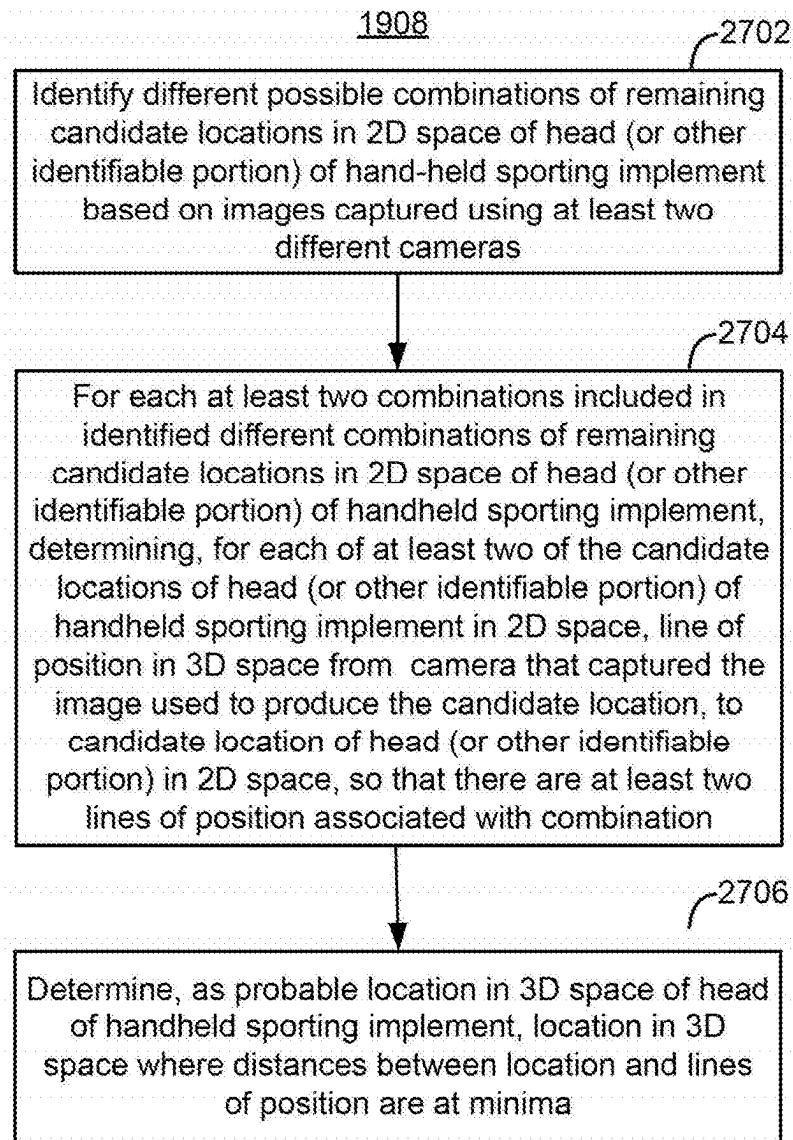 1908
2702
Identify different possible combinations of remaining
candidate locations in 2D space of head (or other
identifiable portion) of hand-held sporting implement
based on images captured using at least two
different cameras
2704
For each at least two combinations included in
identified different combinations of remaining
candidate locations in 2D space of head (or other
identifiable portion) of handheld sporting implement,
determining, for each of at least two of the candidate
locations of head (or other identifiable portion) of
handheld sporting implement in 2D space, line of
position in 3D space from camera that captured the
image used to produce the candidate location, to
candidate location of head (or other identifiable
portion) in 2D space, so that there are at least two
lines of position associated with combination
2706
Determine, as probable location in 3D space of head
of handheld sporting implement, location in 3D
space where distances between location and lines
of position are at minima